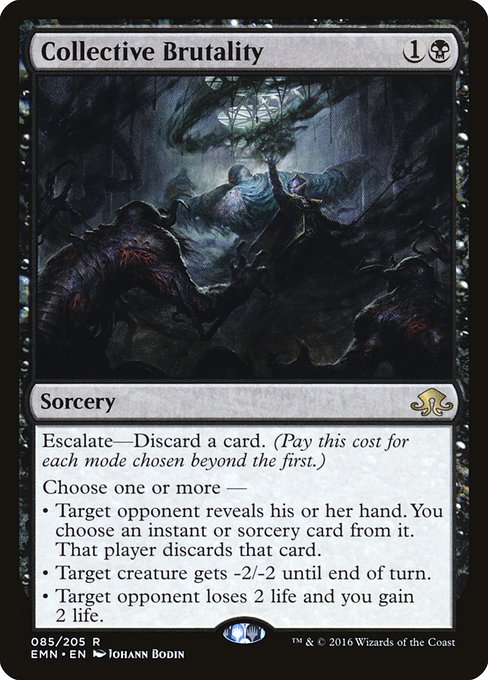 Collective Brutality 1
Sorcery
Escalate—Discard a card. (Pay this cost for
each mode chosen beyond the first.)
Choose one or more —
• Target opponent reveals his or her hand. You
choose an instant or sorcery card from it.
That player discards that card.
• Target creature gets -2/-2 until end of turn.
• Target opponent loses 2 life and you gain
2 life.
085/205 R
EMN • EN Johann Bodin
™ & © 2016 Wizards of the Coast